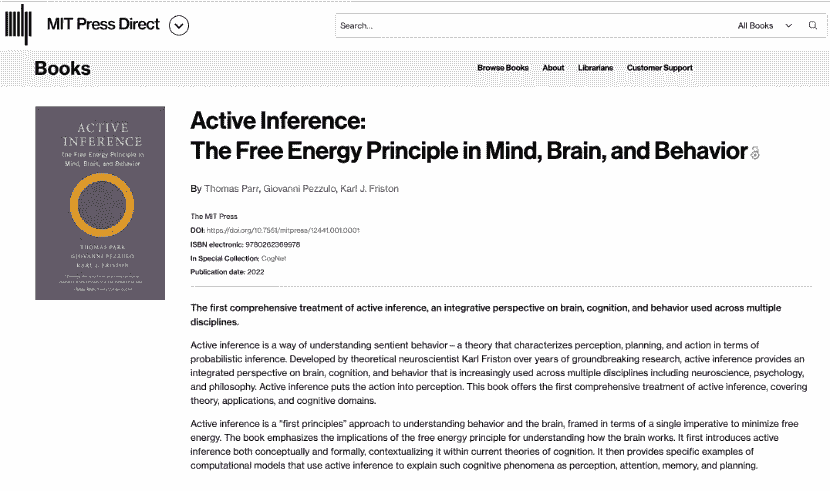 MIT Press Direct
Search...
All Books
Books
Browse Books
About
Librarians
Customer Support
ACTIVE
INFERENCE
The Free Energy Principle in
Mind, Brain, and Behavior
THOMAS PARR
GIOVANNI PEZZULO
KARL J. FRISTON
Active Inference:
The Free Energy Principle in Mind, Brain, and Behavior
By Thomas Parr, Giovanni Pezzulo, Karl J. Friston
The MIT Press
DOI: https://doi.org/10.7551/mitpress/12441.001.0001
ISBN electronic: 9780262369978
In Special Collection: CogNet
Publication date: 2022
The first comprehensive treatment of active inference, an integrative perspective on brain, cognition, and behavior used across multiple
disciplines.
Active inference is a way of understanding sentient behavior – a theory that characterizes perception, planning, and action in terms of
probabilistic inference. Developed by theoretical neuroscientist Karl Friston over years of groundbreaking research, active inference provides an
integrated perspective on brain, cognition, and behavior that is increasingly used across multiple disciplines including neuroscience, psychology,
and philosophy. Active inference puts the action into perception. This book offers the first comprehensive treatment of active inference, covering
theory, applications, and cognitive domains.
Active inference is a "first principles" approach to understanding behavior and the brain, framed in terms of a single imperative to minimize free
energy. The book emphasizes the implications of the free energy principle for understanding how the brain works. It first introduces active
inference both conceptually and formally, contextualizing it within current theories of cognition. It then provides specific examples of
computational models that use active inference to explain such cognitive phenomena as perception, attention, memory, and planning.